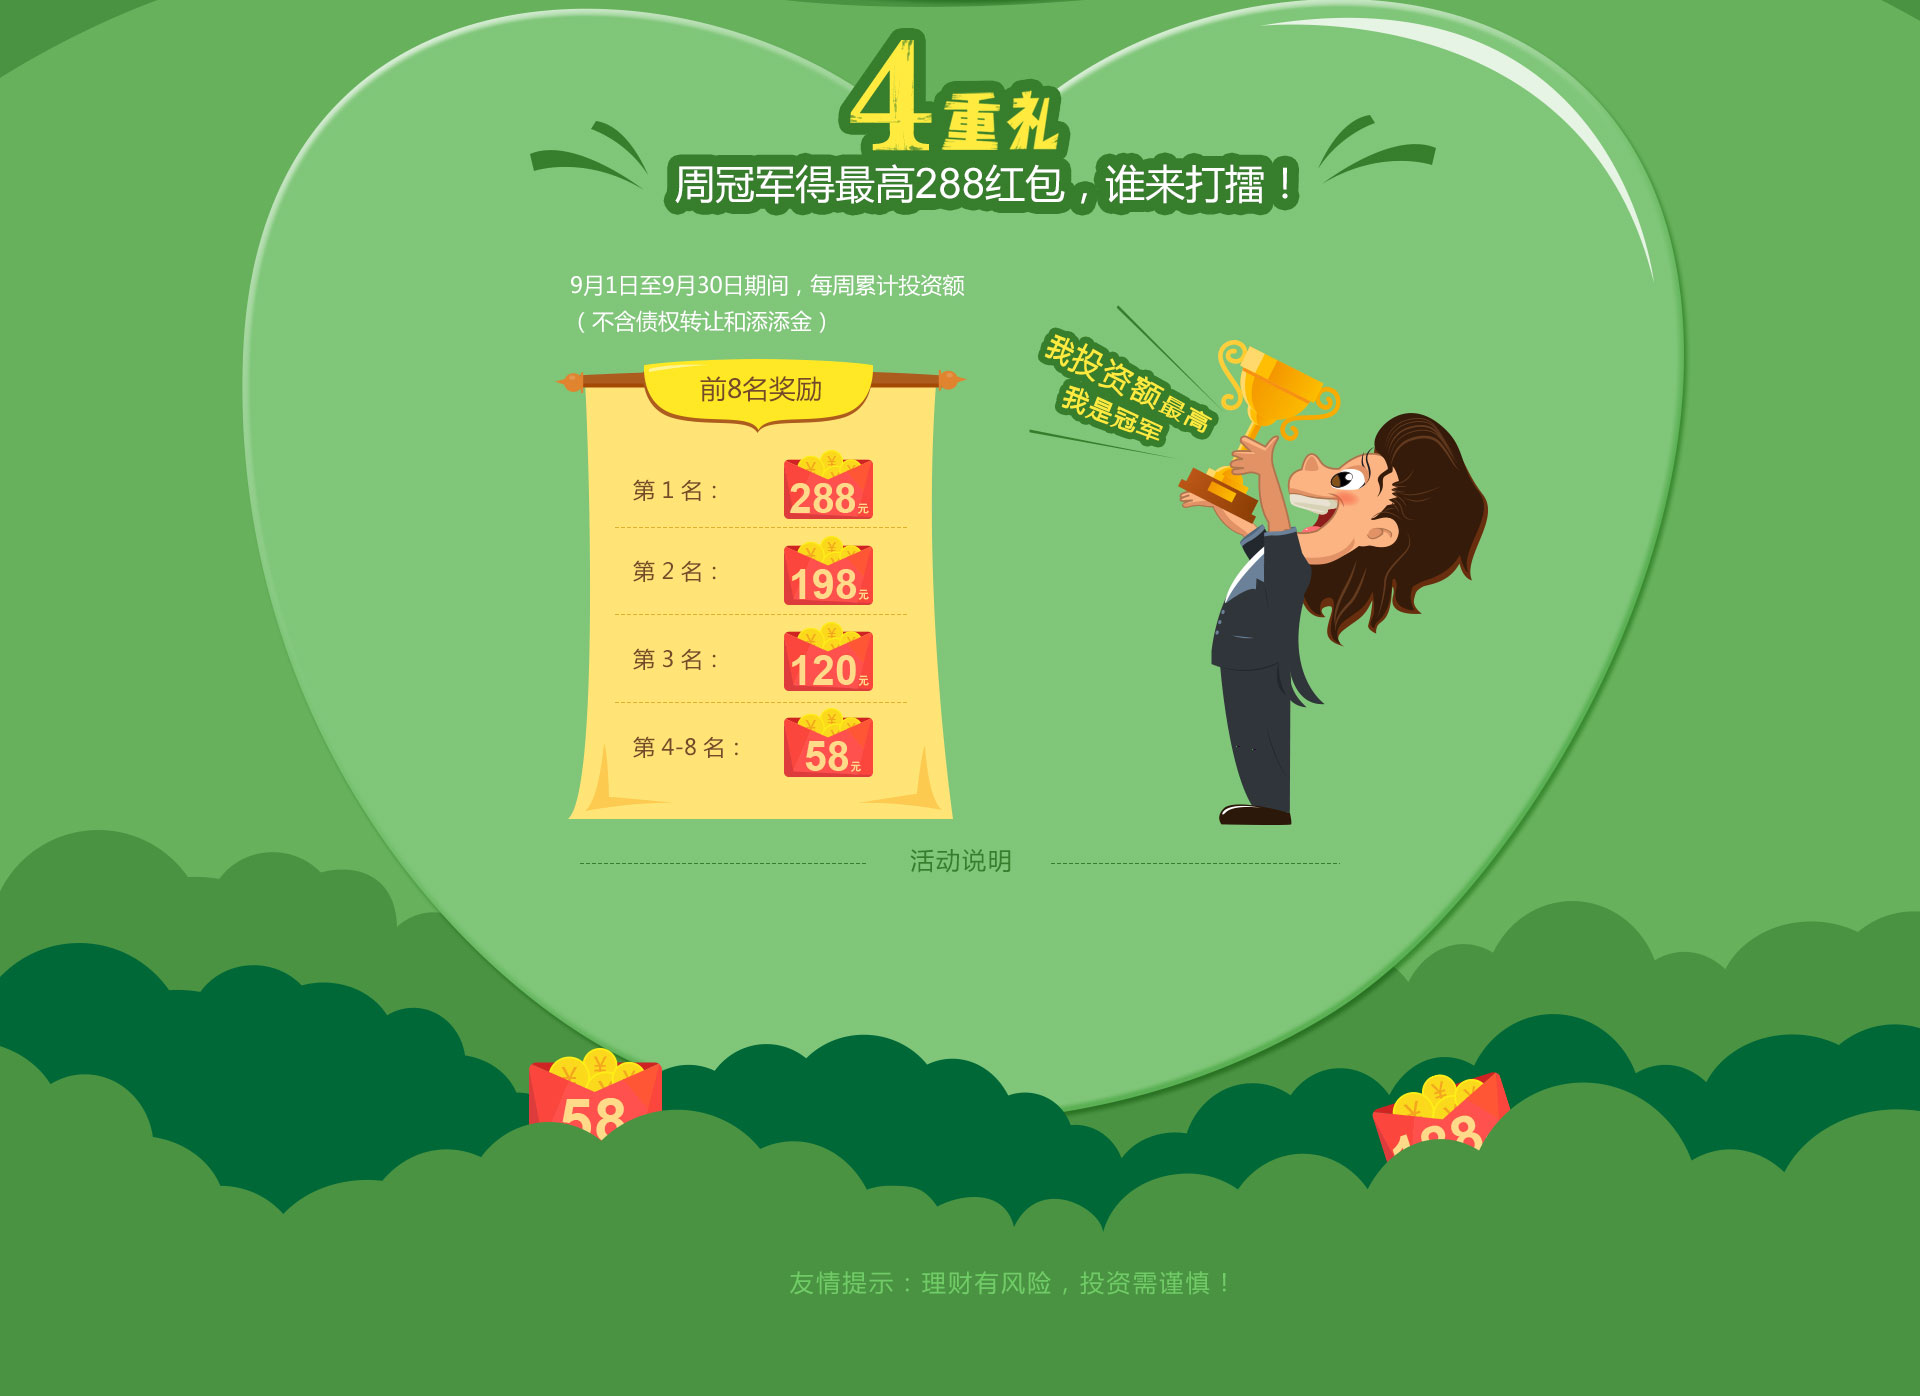 4重礼
周冠军得最高288红包，谁来打擂！
9月1日至9月30日期间，每周累计投资额
（不含债权转让和添添金）
前8名奖励
第 1 名： 288元
第 2 名： 198元
第 3 名： 120元
第 4-8 名： 58元
我投资额最高
我是冠军
活动说明
58
友情提示：理财有风险，投资需谨慎！